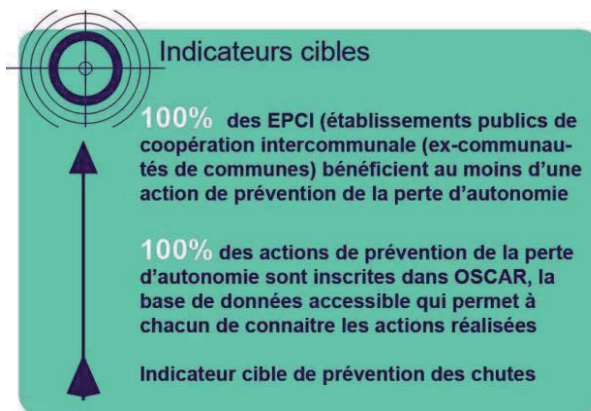 Indicateurs cibles
100% des EPCI (établissements publics de
coopération intercommunale (ex-communau-
tés de communes) bénéficient au moins d'une
action de prévention de la perte d'autonomie
100% des actions de prévention de la perte
d'autonomie sont inscrites dans OSCAR, la
base de données accessible qui permet à
chacun de connaitre les actions réalisées
Indicateur cible de prévention des chutes